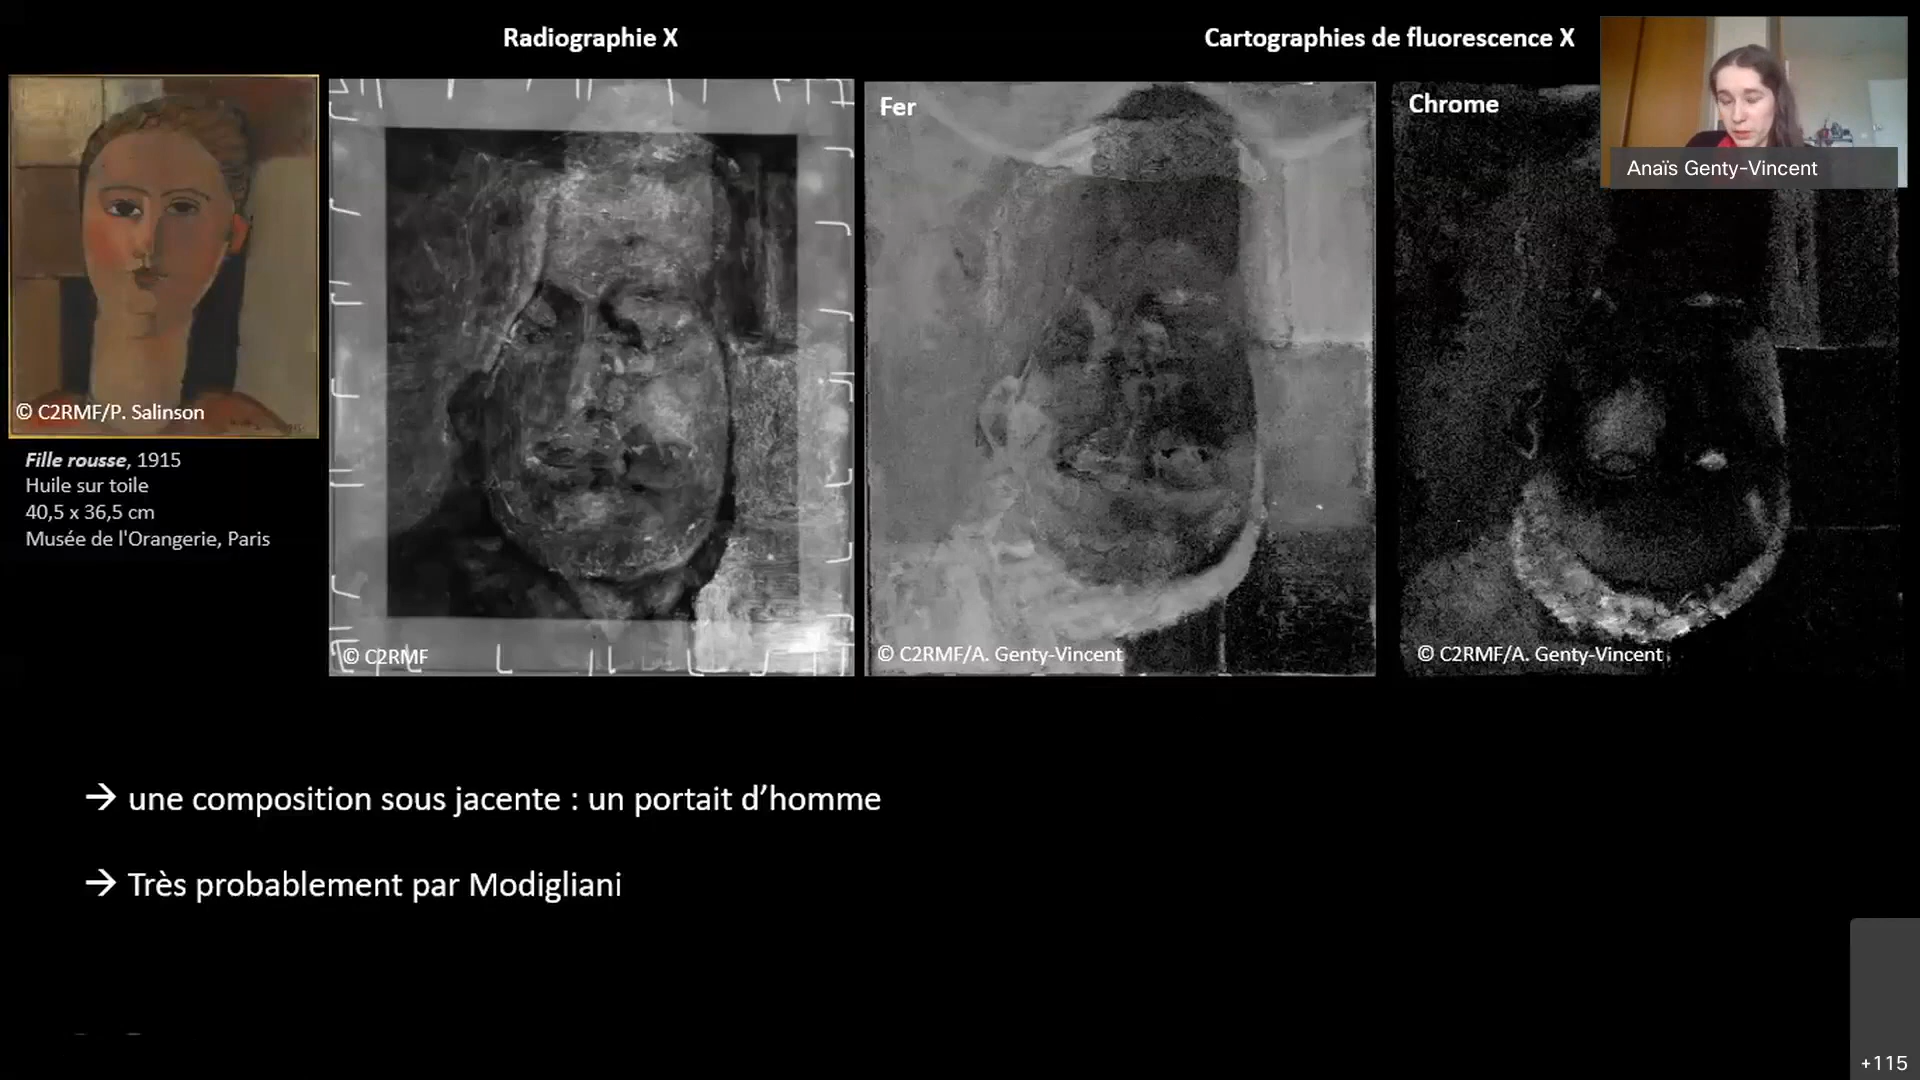 Radiographie X
Cartographies de fluorescence X
Fer
Chrome
Anaïs Genty-Vincent
© C2RMF/P. Salinson
Fille rousse, 1915
Huile sur toile
40,5 x 36,5 cm
Musée de l'Orangerie, Paris
© C2RMF
© C2RMF/A. Genty-Vincent
© C2RMF/A. Genty-Vincent
→ une composition sous jacente : un portait d’homme
→ Très probablement par Modigliani
+115